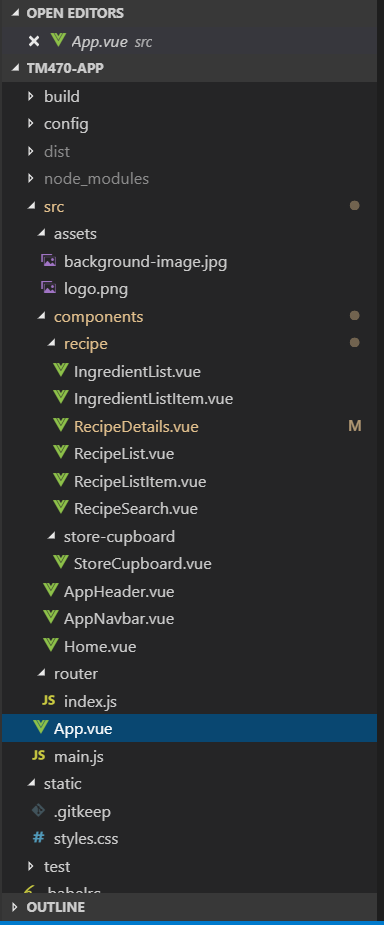 OPEN EDITORS
App.vue src
TM470-APP
build
config
dist
node_modules
src
assets
background-image.jpg
logo.png
components
recipe
IngredientList.vue
IngredientListItem.vue
RecipeDetails.vue M
RecipeList.vue
RecipeListItem.vue
RecipeSearch.vue
store-cupboard
StoreCupboard.vue
AppHeader.vue
AppNavbar.vue
Home.vue
router
JS index.js
App.vue
JS main.js
static
.gitkeep
# styles.css
test
.babelrc
OUTLINE